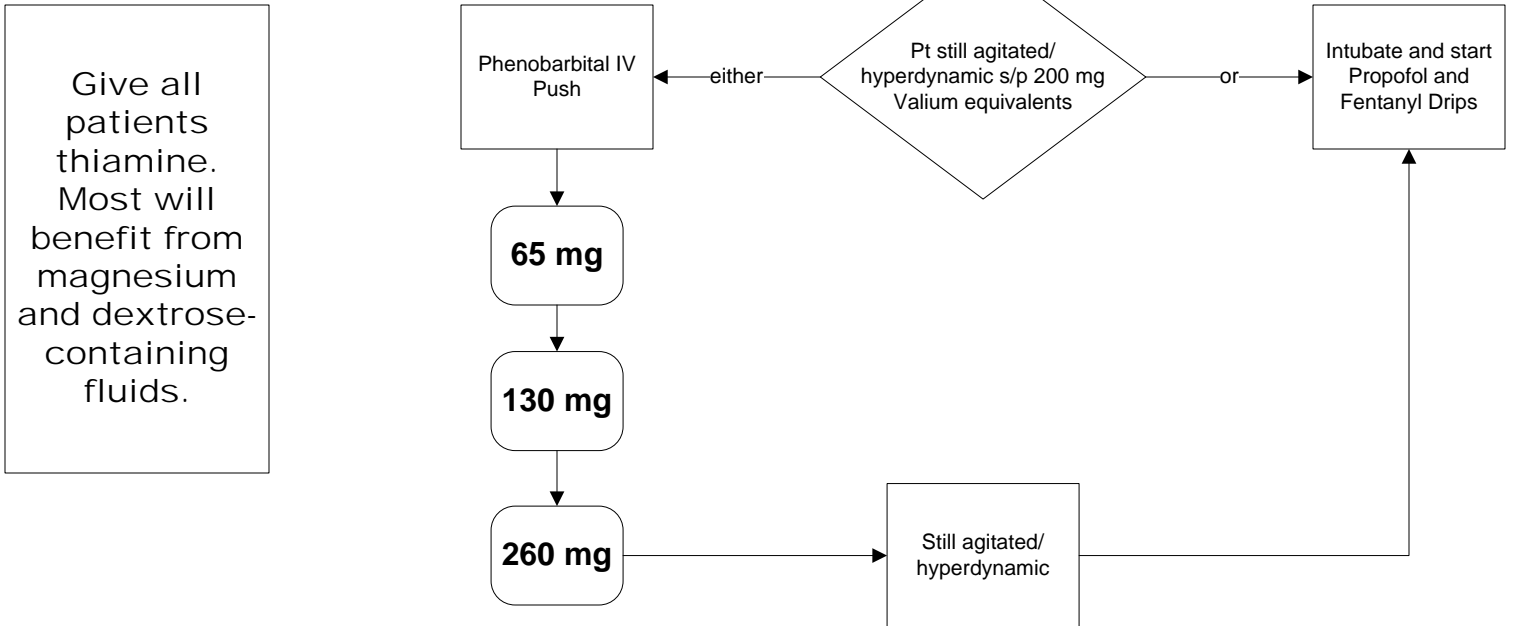 Give all
patients
thiamine.
Most will
benefit from
magnesium
and dextrose-
containing
fluids.
Phenobarbital IV
Push
either
Pt still agitated/
hyperdynamic s/p 200 mg
Valium equivalents
or
Intubate and start
Propofol and
Fentanyl Drips
65 mg
130 mg
260 mg
Still agitated/
hyperdynamic